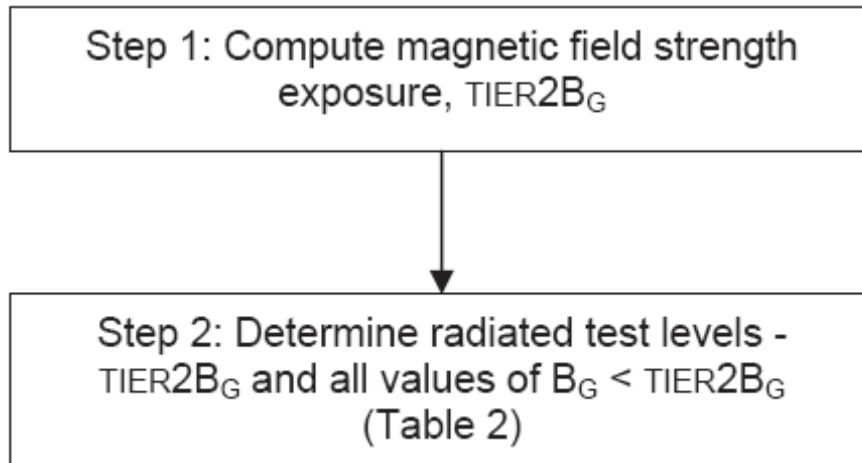 Step 1: Compute magnetic field strength
exposure, TIER2BG
Step 2: Determine radiated test levels -
TIER2BG and all values of BG < TIER2BG
(Table 2)